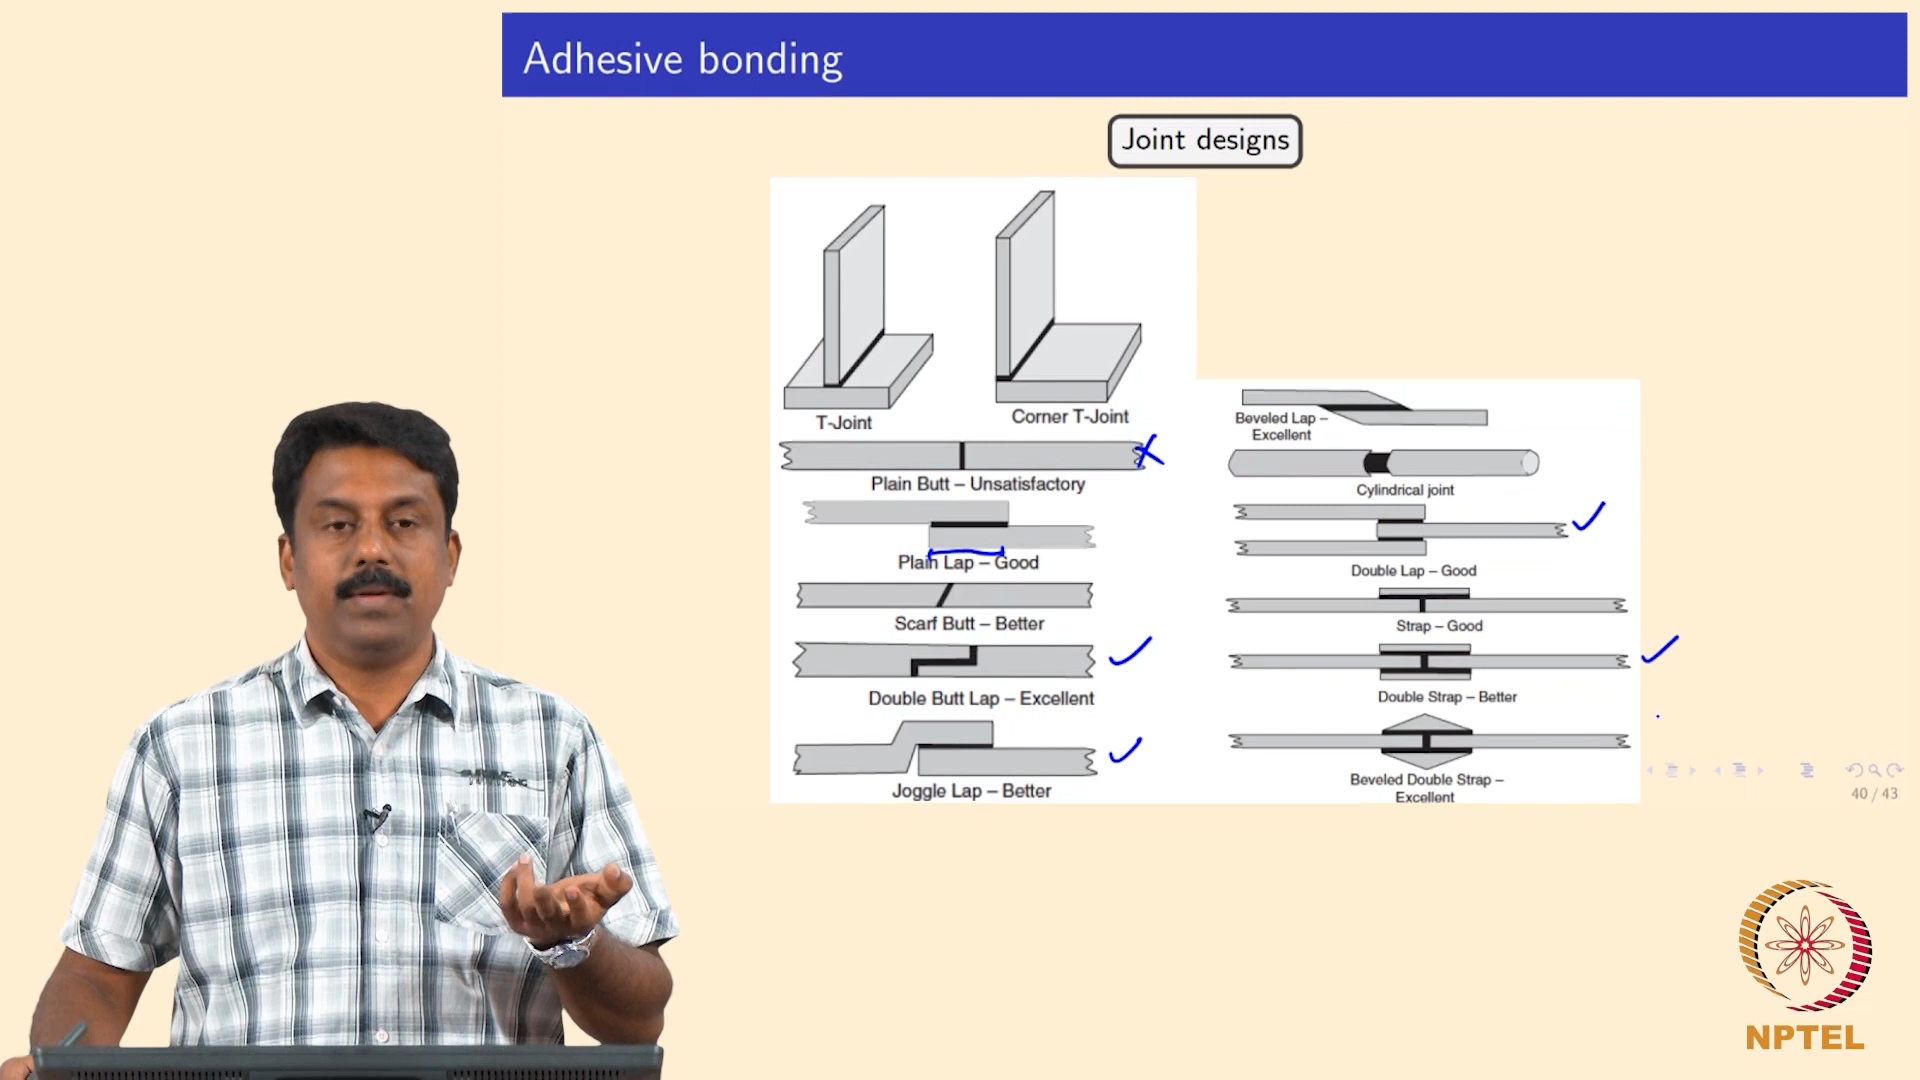 Adhesive bonding
Joint designs
T-Joint
Corner T-Joint
Plain Butt – Unsatisfactory
Plain Lap – Good
Scarf Butt – Better
Double Butt Lap – Excellent
Joggle Lap – Better
Beveled Lap –
Excellent
Cylindrical joint
Double Lap – Good
Strap – Good
Double Strap – Better
Beveled Double Strap –
Excellent
40 / 43
NPTEL